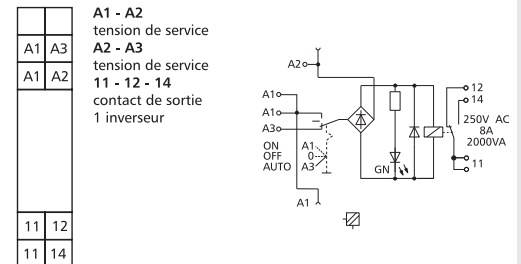 A1 A3
A1 A2
11 12
11 14
A1 - A2
tension de service
A2 - A3
tension de service
11 - 12 - 14
contact de sortie
1 inverseur
A2
A1
A1
A3
ON A1
OFF 0
AUTO A3
A1
GN
12
14
250V AC
8A
2000VA
11